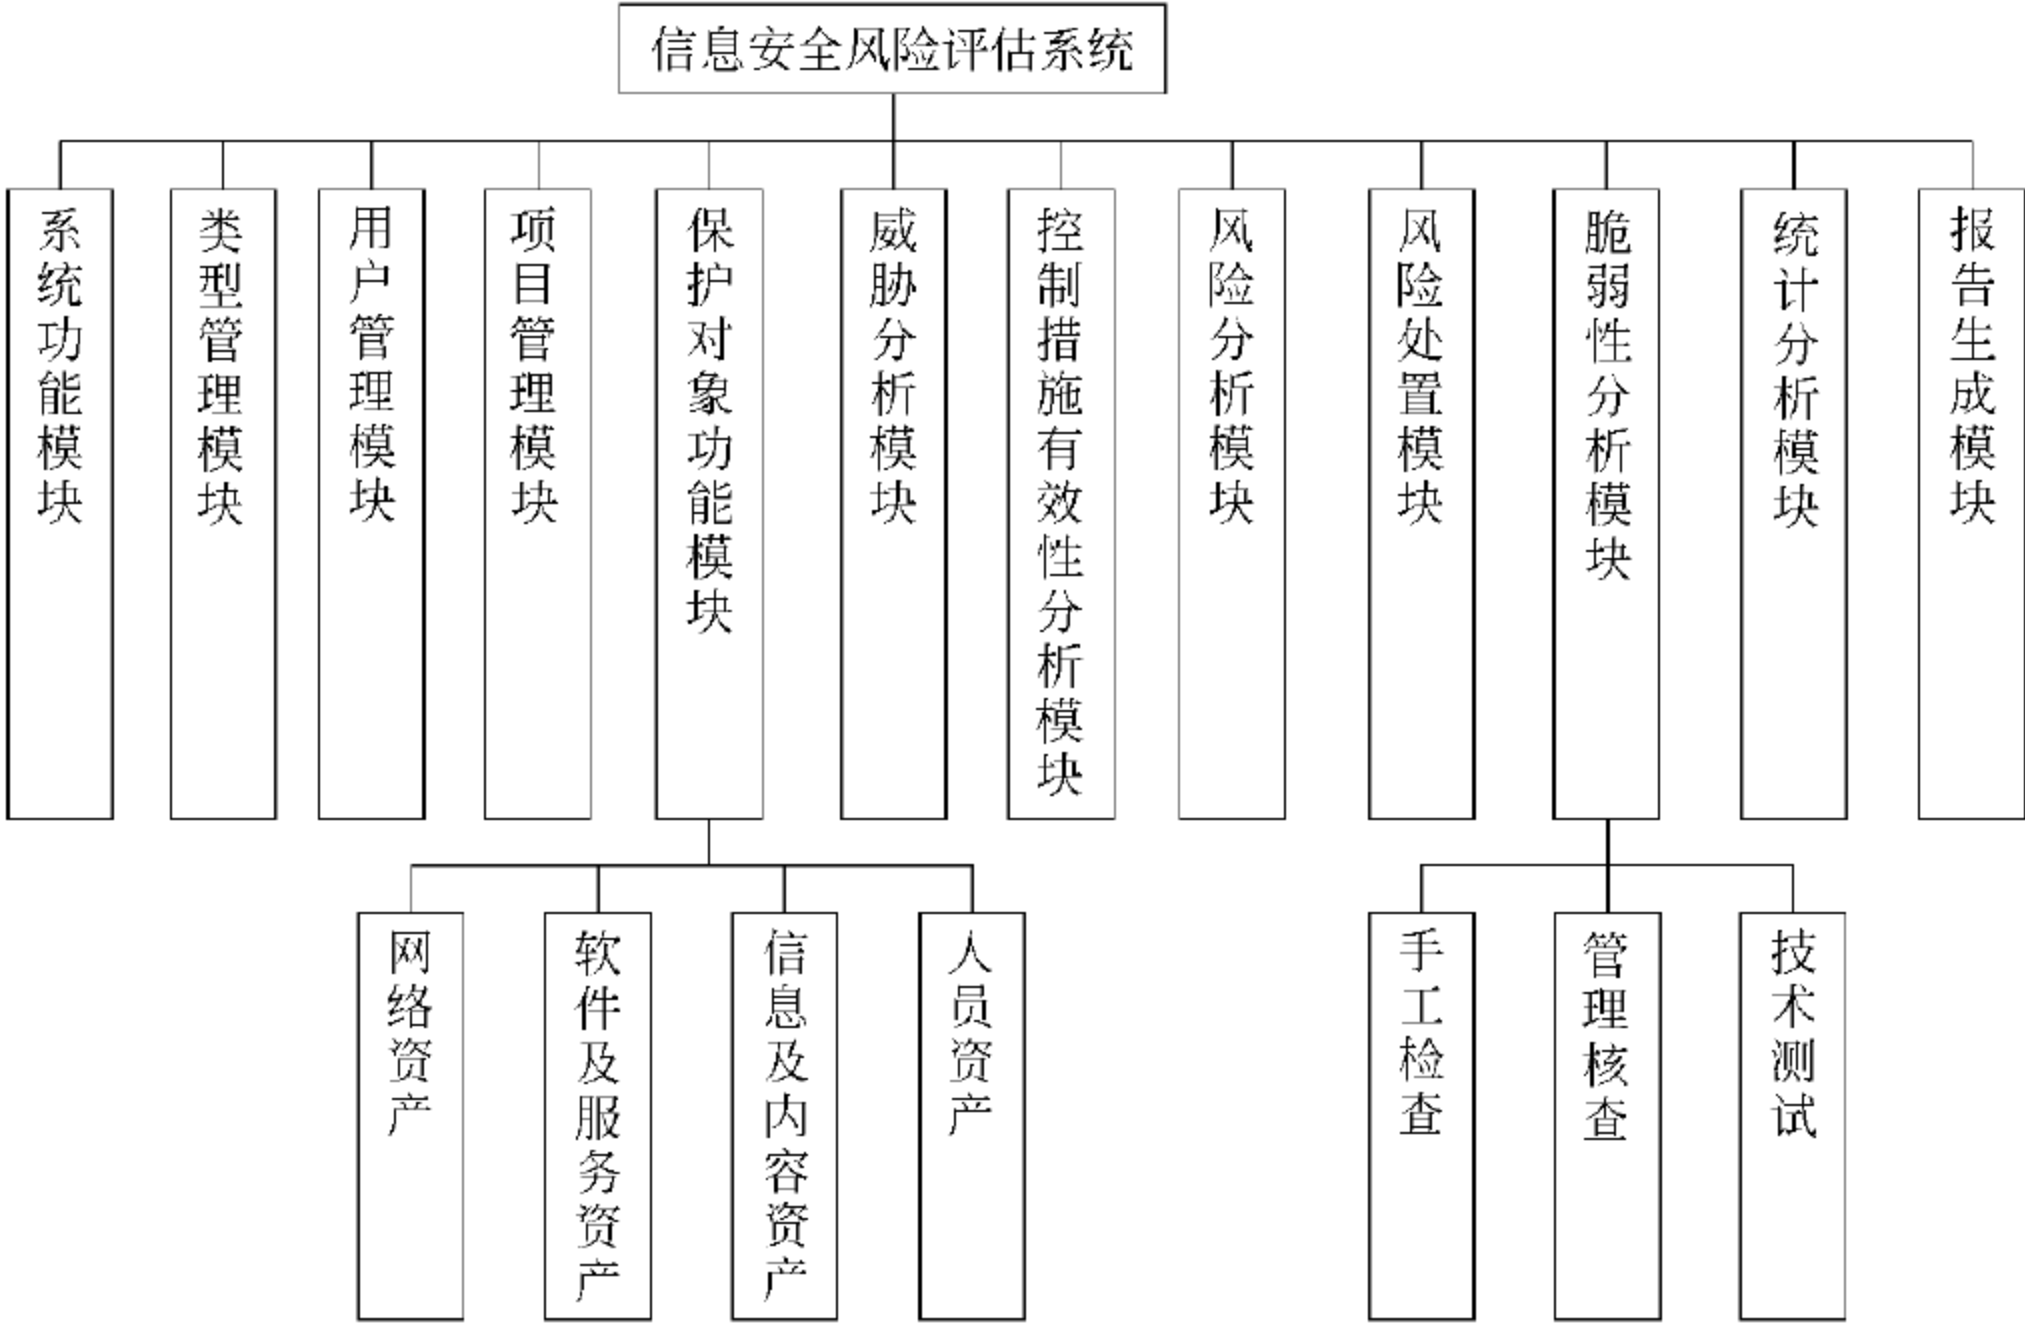 信息安全风险评估系统
系统功能模块
类型管理模块
用户管理模块
项目管理模块
保护对象功能模块
威胁分析模块
控制措施有效性分析模块
风险分析模块
风险处置模块
脆弱性分析模块
统计分析模块
报告生成模块
网络资产
软件及服务资产
信息及内容资产
人员资产
手工检查
管理核查
技术测试